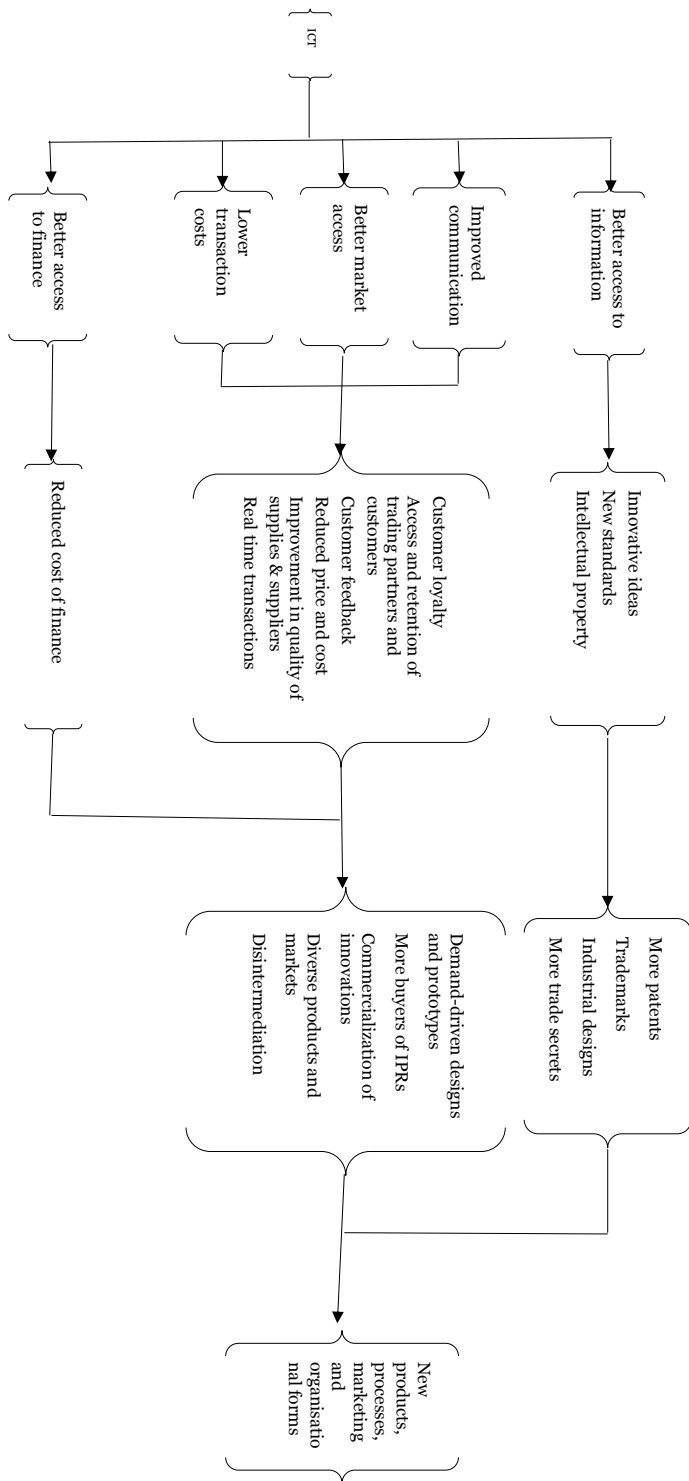 ICT
Better access to
information
Improved
communication
Better market
access
Lower
transaction
costs
Better access
to finance
Innovative ideas
New standards
Intellectual property
Customer loyalty
Access and retention of
trading partners and
customers
Customer feedback
Reduced price and cost
Improvement in quality of
supplies & suppliers
Real time transactions
Reduced cost of finance
More patents
Trademarks
Industrial designs
More trade secrets
Demand-driven designs
and prototypes
More buyers of IPRs
Commercialization of
innovations
Diverse products and
markets
Disintermediation
New
products,
processes,
marketing
and
organisatio
nal forms